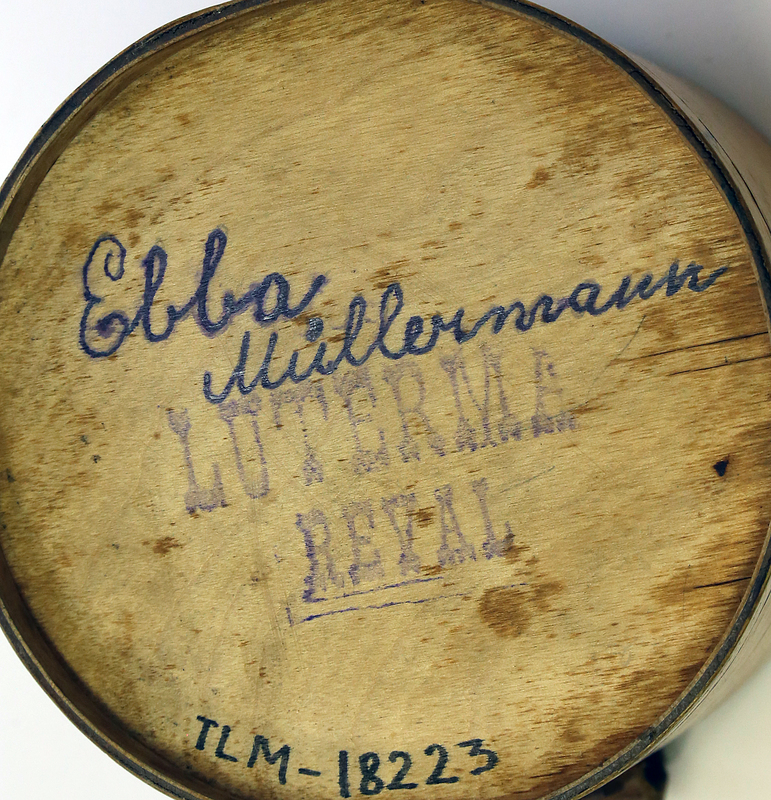 Ebba
Müllermann
LUTERMA
REVAL
TLM-18223